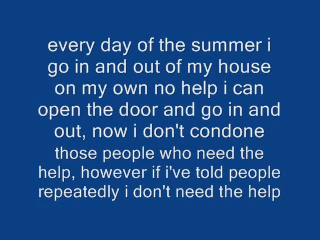 every day of the summer i
go in and out of my house
on my own no help i can
open the door and go in and
out, now i don't condone
those people who need the
help, however if i've told people
repeatedly i don't need the help